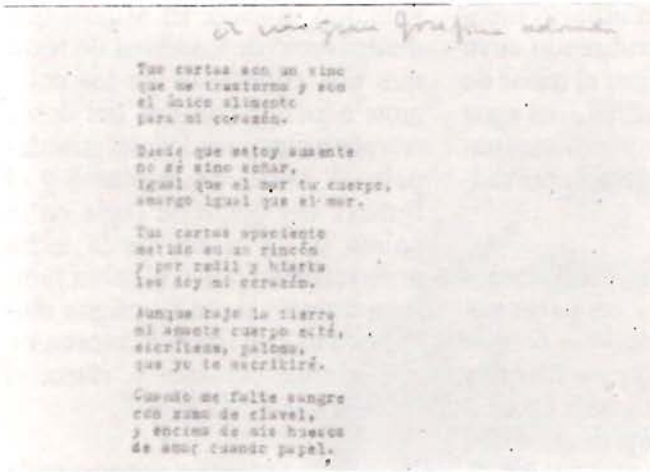 gran Josefina
Tus cartas son un vino
que me trastorna y son
el único alimento
para mi corazón.
Desde que estoy ausente
no sé sino soñar,
igual que el mar tu cuerpo,
amargo igual que el mar.
Tus cartas apaciento
metido en un rincón
y por redil y hierba
les doy mi corazón.
Aunque bajo la tierra
mi amante cuerpo esté,
escríbeme, paloma,
que yo te escribiré.
Cuando me falte sangre
con zumo de clavel,
y encima de mis huesos
de amor cuando papel.